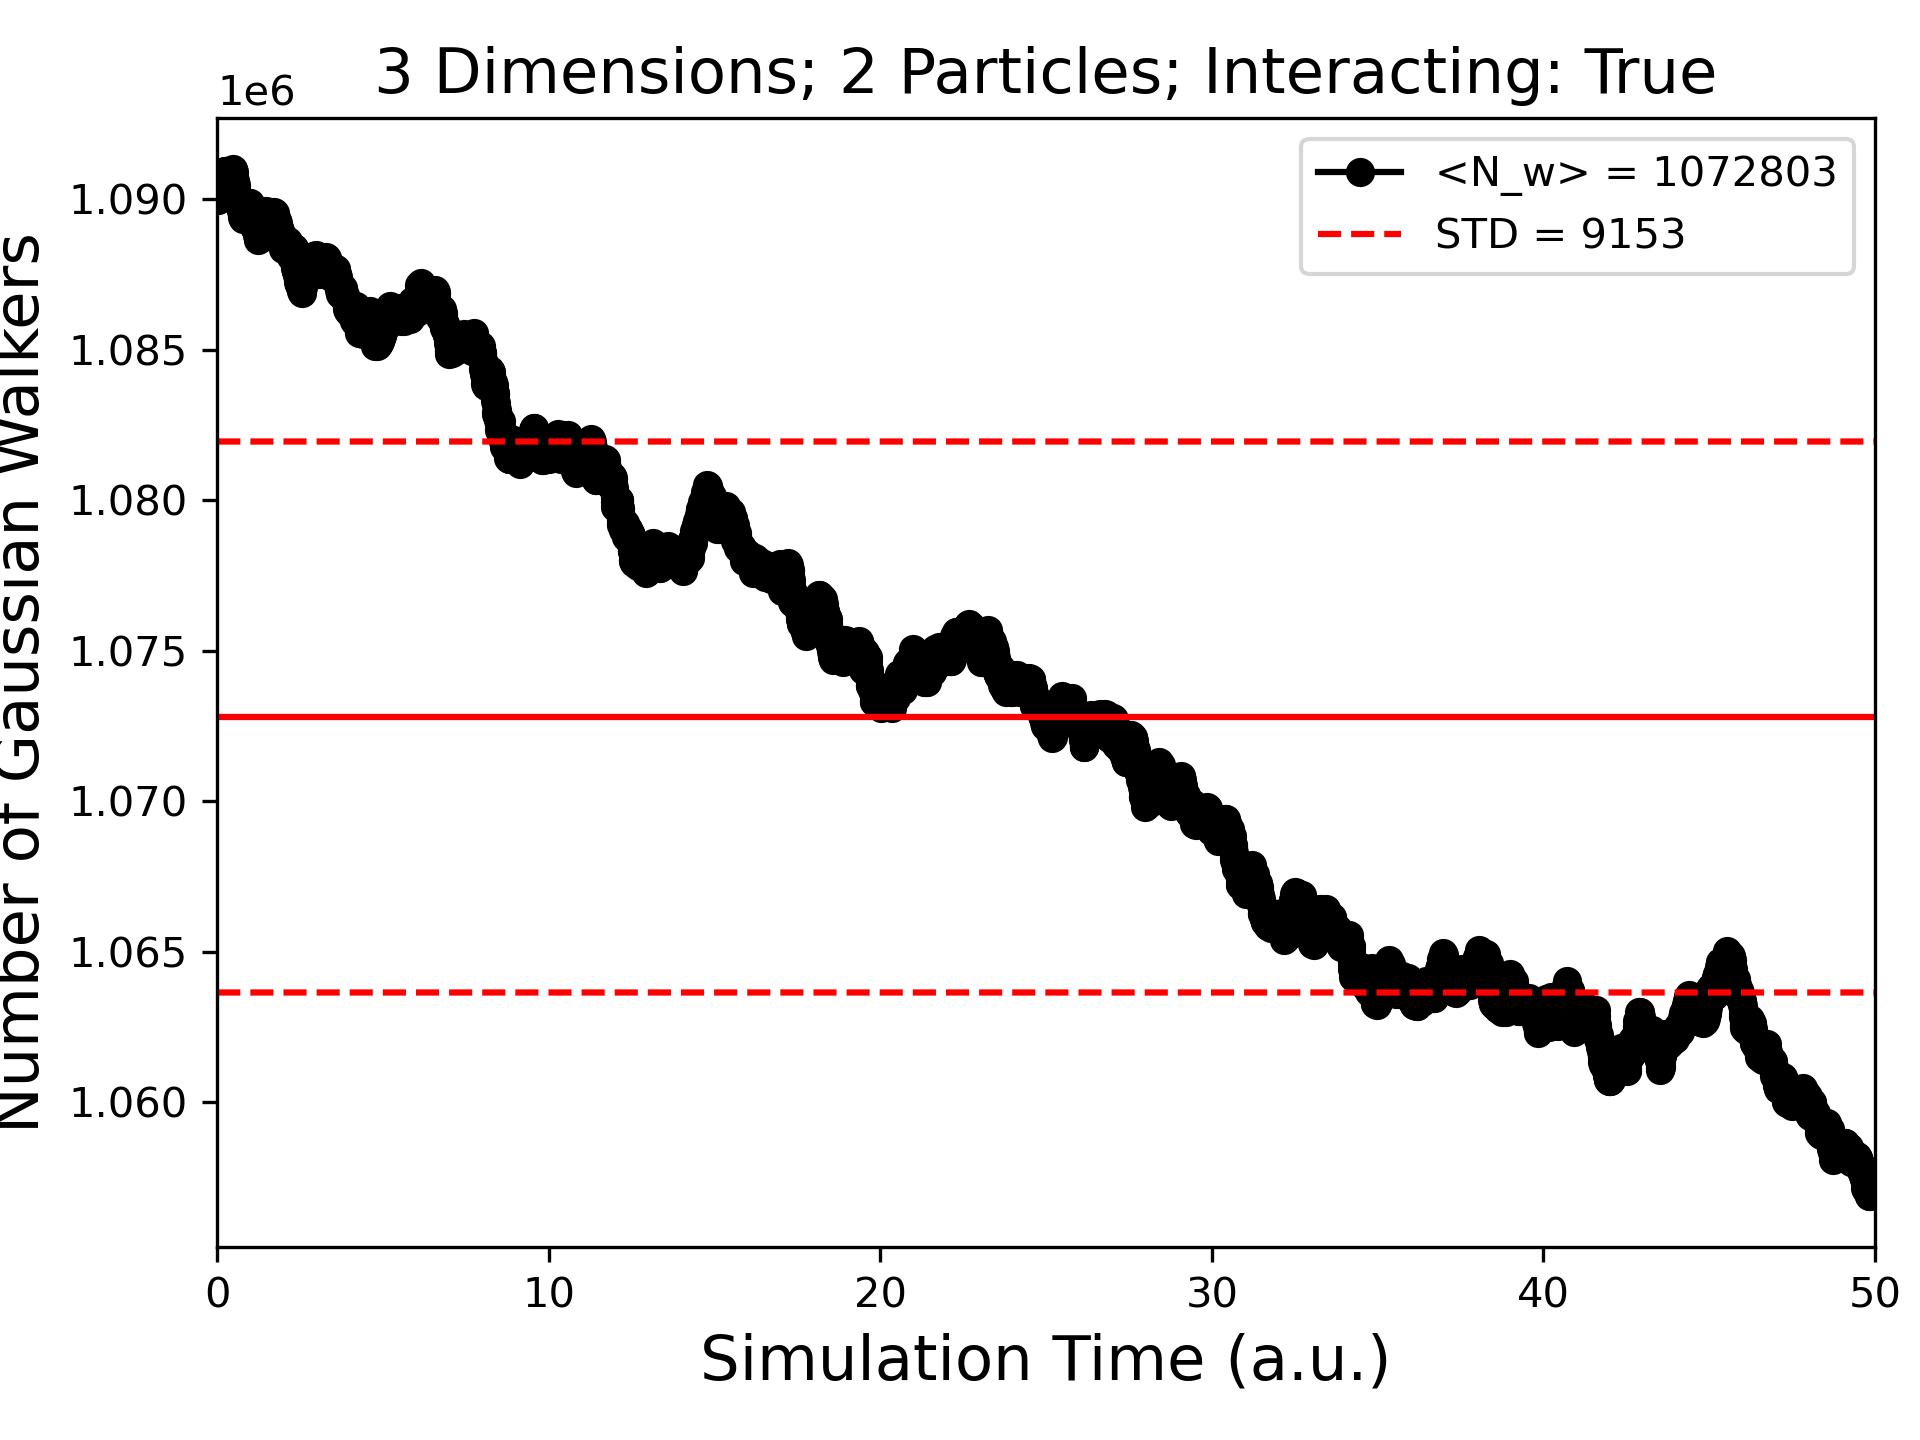 3 Dimensions; 2 Particles; Interacting: True
1e6
<N_w> = 1072803
STD = 9153
1.090
1.085
1.080
1.075
1.070
1.065
1.060
Number of Gaussian Walkers
0 10 20 30 40 50
Simulation Time (a.u.)